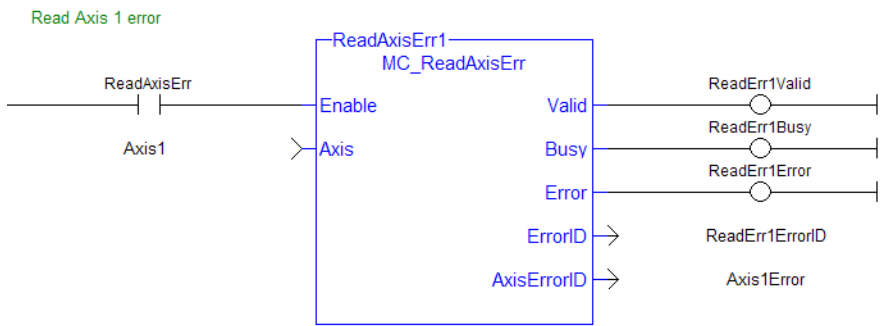 Read Axis 1 error
ReadAxisErr1
MC_ReadAxisErr
ReadAxisErr
Enable
Valid
ReadErr1Valid
Axis1
Axis
Busy
ReadErr1Busy
Error
ReadErr1Error
ErrorID
ReadErr1ErrorID
AxisErrorID
Axis1Error